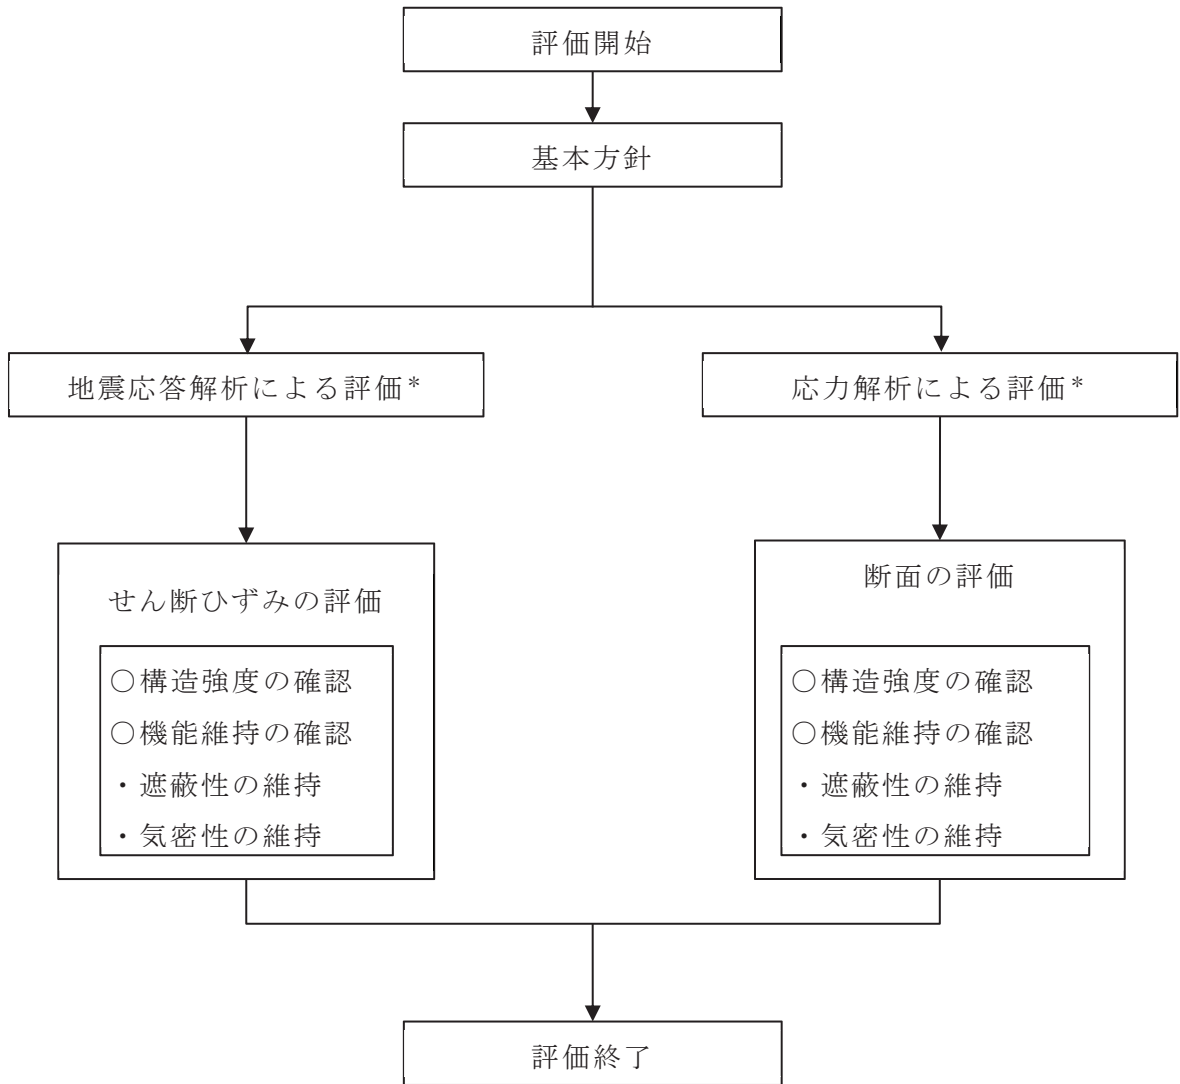 評価開始
基本方針
地震応答解析による評価*
応力解析による評価*
せん断ひずみの評価
○構造強度の確認
○機能維持の確認
・遮蔽性の維持
・気密性の維持
断面の評価
○構造強度の確認
○機能維持の確認
・遮蔽性の維持
・気密性の維持
評価終了